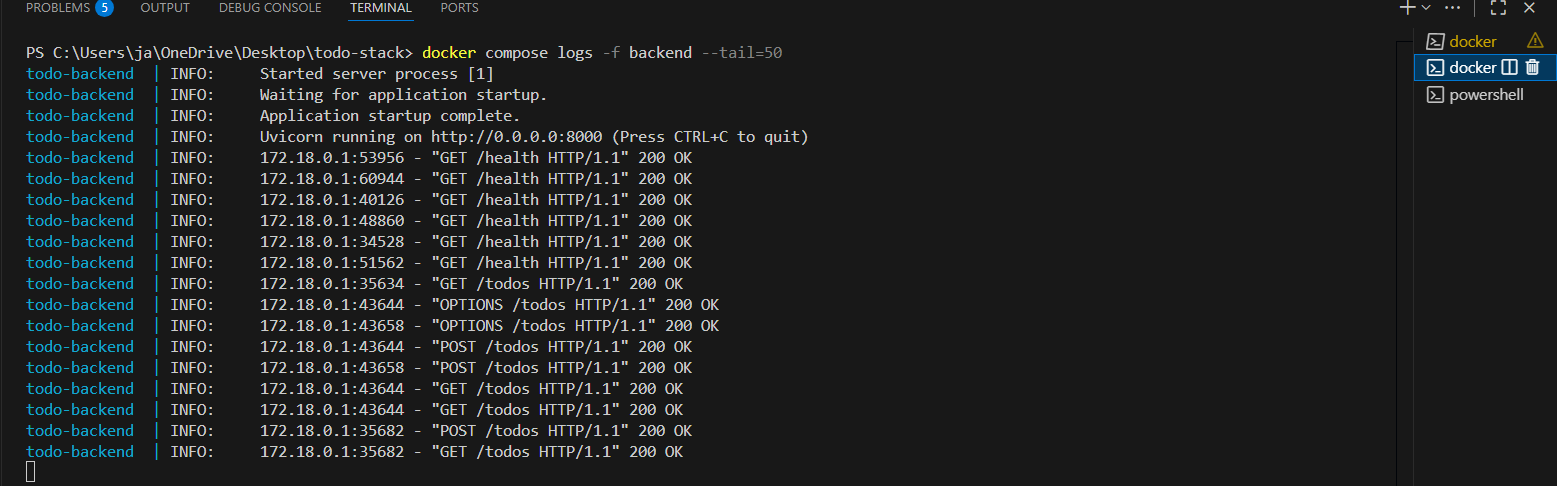 PROBLEMS 5 OUTPUT DEBUG CONSOLE TERMINAL PORTS
PS C:\Users\ja\OneDrive\Desktop\todo-stack> docker compose logs -f backend --tail=50
todo-backend | INFO: Started server process [1]
todo-backend | INFO: Waiting for application startup.
todo-backend | INFO: Application startup complete.
todo-backend | INFO: Uvicorn running on http://0.0.0.0:8000 (Press CTRL+C to quit)
todo-backend | INFO: 172.18.0.1:53956 - "GET /health HTTP/1.1" 200 OK
todo-backend | INFO: 172.18.0.1:60944 - "GET /health HTTP/1.1" 200 OK
todo-backend | INFO: 172.18.0.1:40126 - "GET /health HTTP/1.1" 200 OK
todo-backend | INFO: 172.18.0.1:48860 - "GET /health HTTP/1.1" 200 OK
todo-backend | INFO: 172.18.0.1:34528 - "GET /health HTTP/1.1" 200 OK
todo-backend | INFO: 172.18.0.1:51562 - "GET /health HTTP/1.1" 200 OK
todo-backend | INFO: 172.18.0.1:35634 - "GET /todos HTTP/1.1" 200 OK
todo-backend | INFO: 172.18.0.1:43644 - "OPTIONS /todos HTTP/1.1" 200 OK
todo-backend | INFO: 172.18.0.1:43658 - "OPTIONS /todos HTTP/1.1" 200 OK
todo-backend | INFO: 172.18.0.1:43644 - "POST /todos HTTP/1.1" 200 OK
todo-backend | INFO: 172.18.0.1:43658 - "POST /todos HTTP/1.1" 200 OK
todo-backend | INFO: 172.18.0.1:43644 - "GET /todos HTTP/1.1" 200 OK
todo-backend | INFO: 172.18.0.1:43644 - "GET /todos HTTP/1.1" 200 OK
todo-backend | INFO: 172.18.0.1:35682 - "POST /todos HTTP/1.1" 200 OK
todo-backend | INFO: 172.18.0.1:35682 - "GET /todos HTTP/1.1" 200 OK
docker
docker
powershell